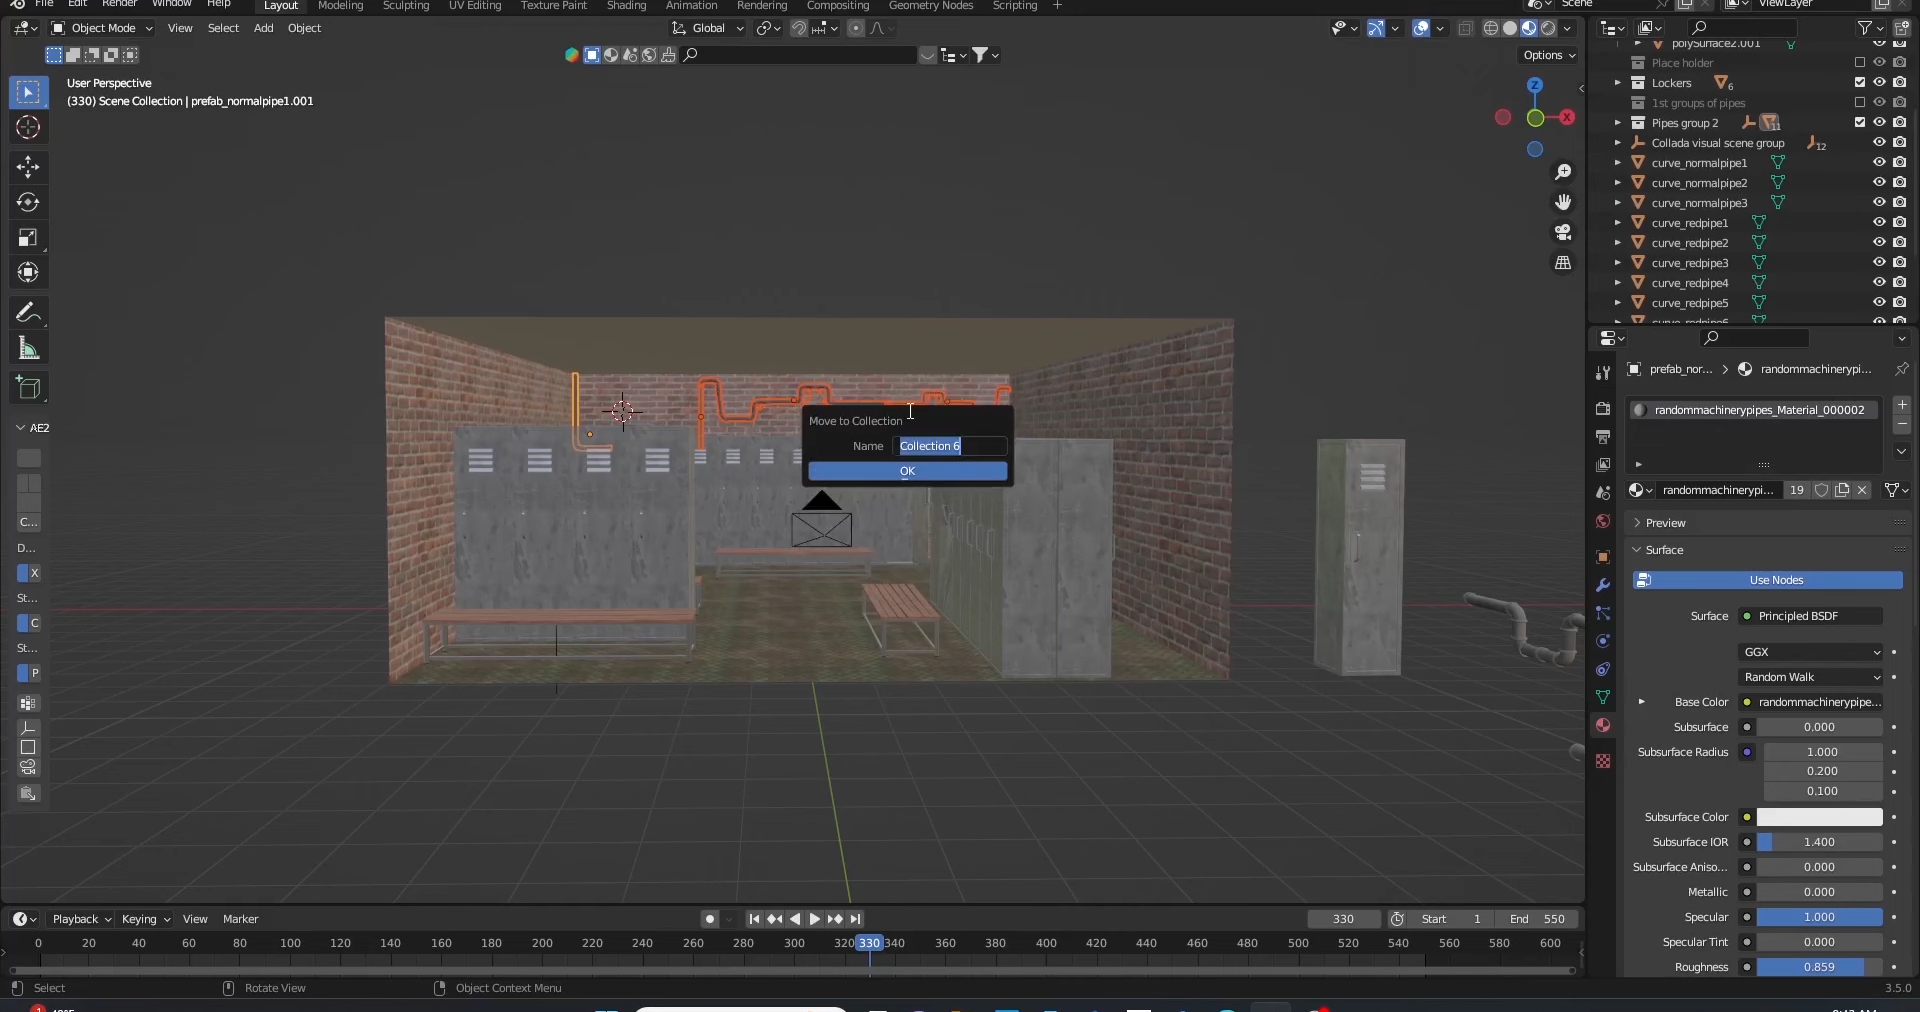 File Edit Render Window Help Layout Modeling Sculpting UV Editing Texture Paint Shading Animation Rendering Compositing Geometry Nodes Scripting + Scene ViewLayer
Object Mode View Select Add Object Global
Options
User Perspective
(330) Scene Collection | prefab_normalpipe1.001
Z
X
AE2
C...
D...
X
St...
C
St...
P
Move to Collection
Name Collection 6
OK
polySurface2.001
Place holder
Lockers 6
1st groups of pipes
Pipes group 2 11
Collada visual scene group 12
curve_normalpipe1
curve_normalpipe2
curve_normalpipe3
curve_redpipe1
curve_redpipe2
curve_redpipe3
curve_redpipe4
curve_redpipe5
curve_redpipe6
prefab_nor... randommachinerypi...
randommachinerypipes_Material_000002
randommachinerypi... 19
Preview
Surface
Use Nodes
Surface Principled BSDF
GGX
Random Walk
Base Color randommachinerypipe...
Subsurface 0.000
Subsurface Radius 1.000
0.200
0.100
Subsurface Color
Subsurface IOR 1.400
Subsurface Aniso... 0.000
Metallic 0.000
Specular 1.000
Specular Tint 0.000
Roughness 0.859
Playback Keying View Marker 330 Start 1 End 550
0 20 40 60 80 100 120 140 160 180 200 220 240 260 280 300 320 330 340 360 380 400 420 440 460 480 500 520 540 560 580 600
Select Rotate View Object Context Menu 3.5.0